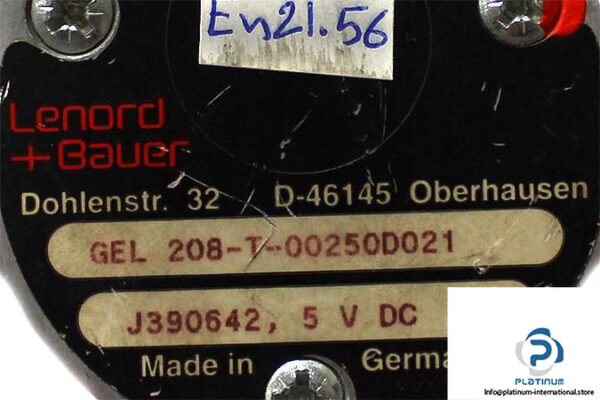 En21.56
Lenord
+Bauer
Dohlenstr. 32 D-46145 Oberhausen
GEL 208-T-00250D021
J390642, 5 V DC
Made in Germa
PLATINUM
Info@platinum-international.store